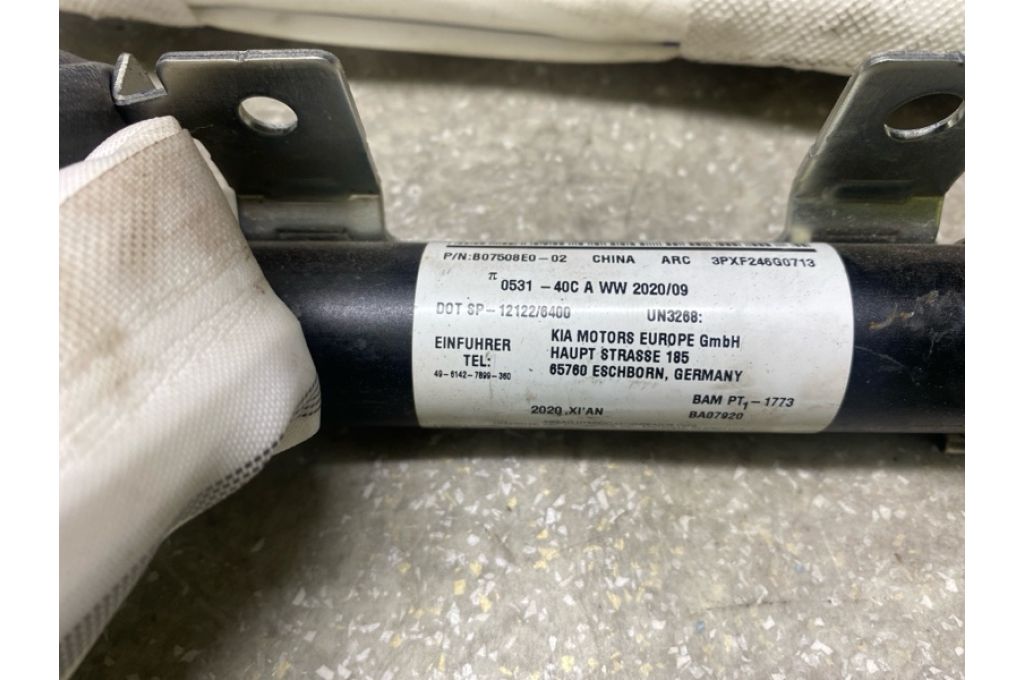 P/N:B07508E0-02 CHINA ARC 3PXF246G0713
π 0531 -40C A WW 2020/09
DOT SP-12122/6400 UN3268:
EINFUHRER TEL: 49-6142-7899-360
KIA MOTORS EUROPE GmbH
HAUPT STRASSE 185
65760 ESCHBORN, GERMANY
BAM PT₁-1773
2020.XI'AN BA07920